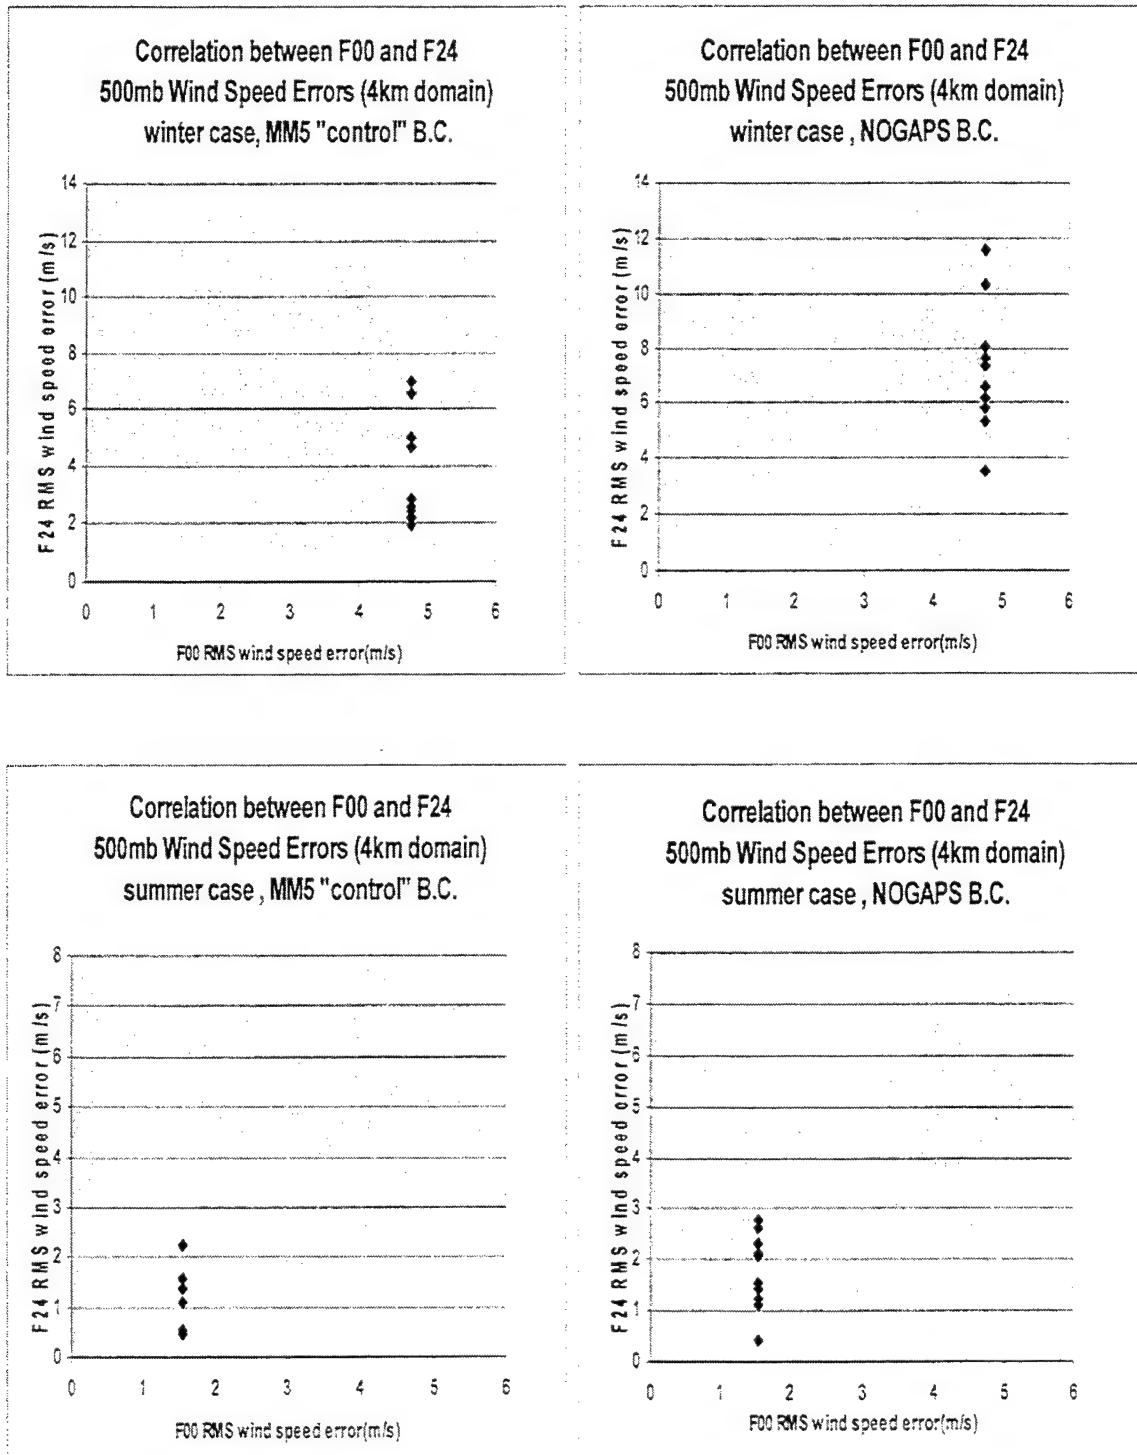 Correlation between F00 and F24
500mb Wind Speed Errors (4km domain)
winter case, MM5 "control" B.C.
14
12
10
8
6
4
2
0
F24 RMS wind speed error (m/s)
0 1 2 3 4 5 6
F00 RMS wind speed error(m/s)
Correlation between F00 and F24
500mb Wind Speed Errors (4km domain)
winter case , NOGAPS B.C.
14
12
10
8
6
4
2
0
F24 RMS wind speed error (m/s)
0 1 2 3 4 5 6
F00 RMS wind speed error(m/s)
Correlation between F00 and F24
500mb Wind Speed Errors (4km domain)
summer case , MM5 "control" B.C.
8
7
6
5
4
3
2
1
0
F24 RMS wind speed error (m/s)
0 1 2 3 4 5 6
F00 RMS wind speed error(m/s)
Correlation between F00 and F24
500mb Wind Speed Errors (4km domain)
summer case , NOGAPS B.C.
8
7
6
5
4
3
2
1
0
F24 RMS wind speed error (m/s)
0 1 2 3 4 5 6
F00 RMS wind speed error(m/s)